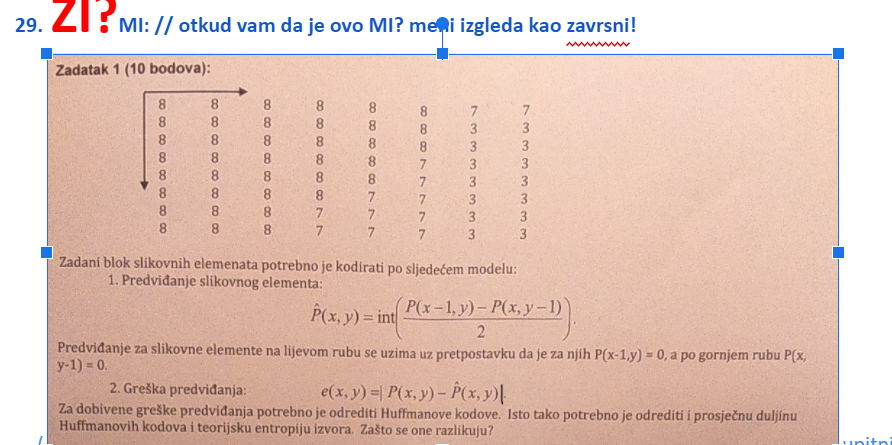 29. ZI? MI: // otkud vam da je ovo MI? meni izgleda kao zavrsni!
Zadatak 1 (10 bodova):
8 8 8 8 8 8 7 7
8 8 8 8 8 8 3 3
8 8 8 8 8 8 3 3
8 8 8 8 8 7 3 3
8 8 8 8 8 7 3 3
8 8 8 8 7 7 3 3
8 8 8 7 7 7 3 3
8 8 8 7 7 7 3 3
Zadani blok slikovnih elemenata potrebno je kodirati po sljedećem modelu:
1. Predviđanje slikovnog elementa:
P̂(x, y) = int( (P(x−1, y) − P(x, y−1)) / 2 ).
Predviđanje za slikovne elemente na lijevom rubu se uzima uz pretpostavku da je za njih P(x-1,y) = 0, a po gornjem rubu P(x,
y-1) = 0.
2. Greška predviđanja: e(x, y) =| P(x, y) − P̂(x, y)|.
Za dobivene greške predviđanja potrebno je odrediti Huffmanove kodove. Isto tako potrebno je odrediti i prosječnu duljinu
Huffmanovih kodova i teorijsku entropiju izvora. Zašto se one razlikuju?